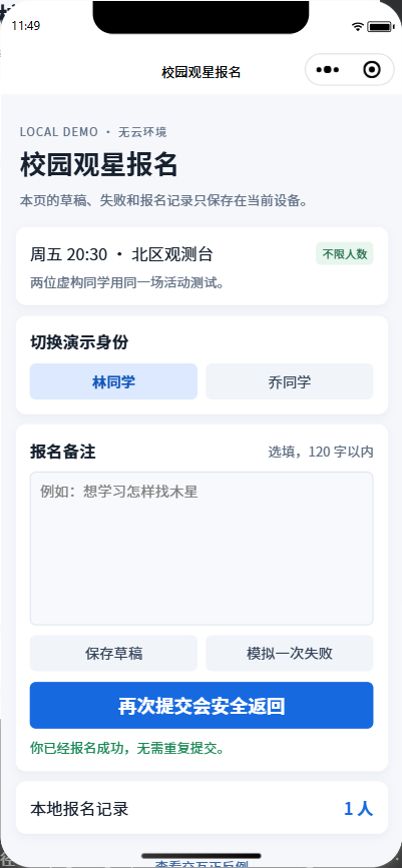 11:49
校园观星报名
LOCAL DEMO · 无云环境
校园观星报名
本页的草稿、失败和报名记录只保存在当前设备。
周五 20:30 · 北区观测台
不限人数
两位虚构同学用同一场活动测试。
切换演示身份
林同学
乔同学
报名备注
选填，120 字以内
例如：想学习怎样找木星
保存草稿
模拟一次失败
再次提交会安全返回
你已经报名成功，无需重复提交。
本地报名记录
1 人
查看交互正反例